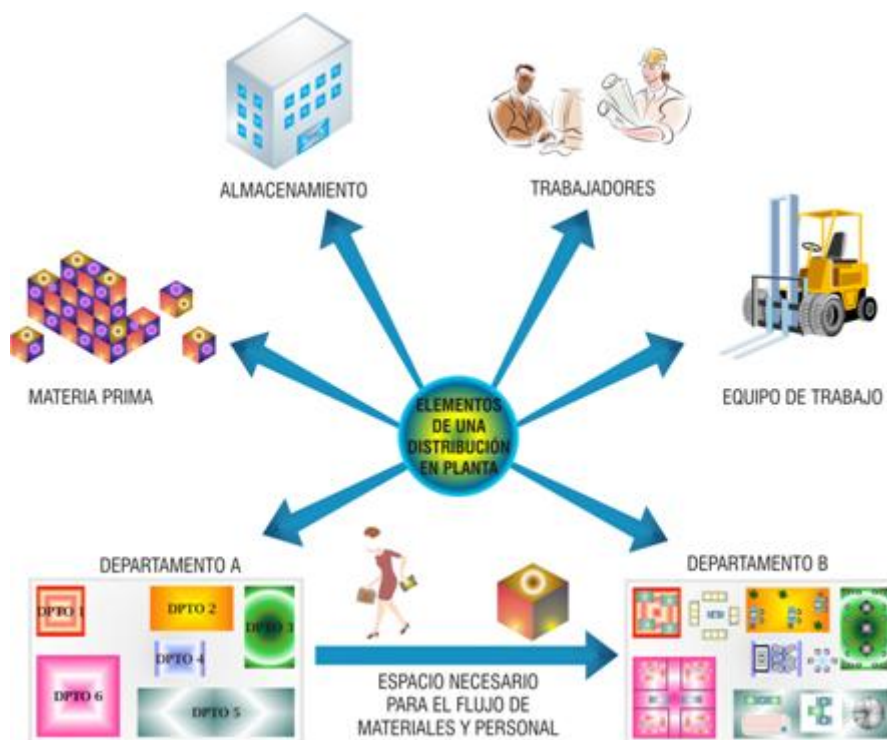 ALMACENAMIENTO
TRABAJADORES
MATERIA PRIMA
EQUIPO DE TRABAJO
ELEMENTOS
DE UNA
DISTRIBUCIÓN
EN PLANTA
DEPARTAMENTO A
DEPARTAMENTO B
DPTO 1
DPTO 2
DPTO 3
DPTO 4
DPTO 6
DPTO 5
ESPACIO NECESARIO
PARA EL FLUJO DE
MATERIALES Y PERSONAL